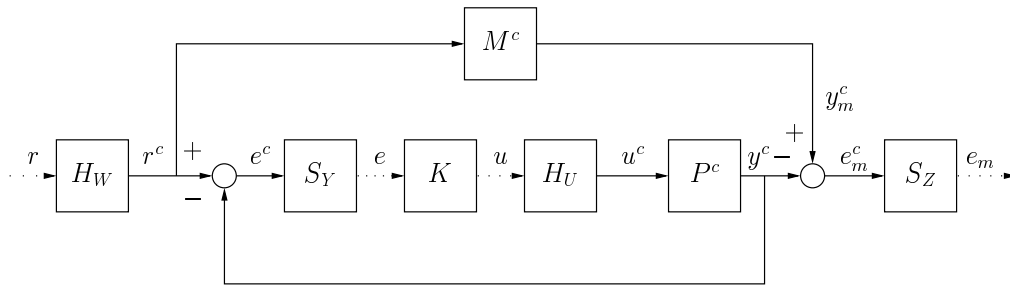 M^c
y_m^c
r H_W r^c + e^c S_Y e K u H_U u^c P^c y^c − + e_m^c S_Z e_m
−